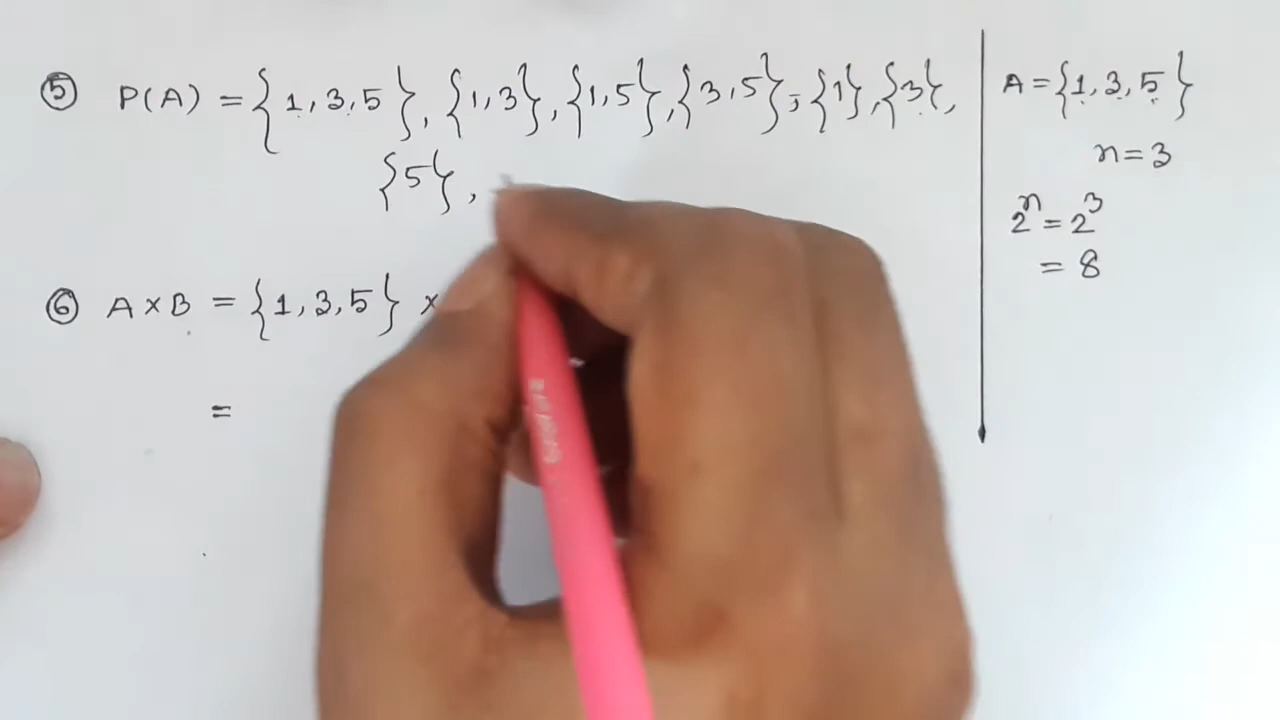 ⑤ P(A) = {1, 3, 5}, {1, 3}, {1, 5}, {3, 5}, {1}, {3},
{5},
⑥ A × B = {1, 3, 5} ×
=
A = {1, 3, 5}
n = 3
2ⁿ = 2³
= 8